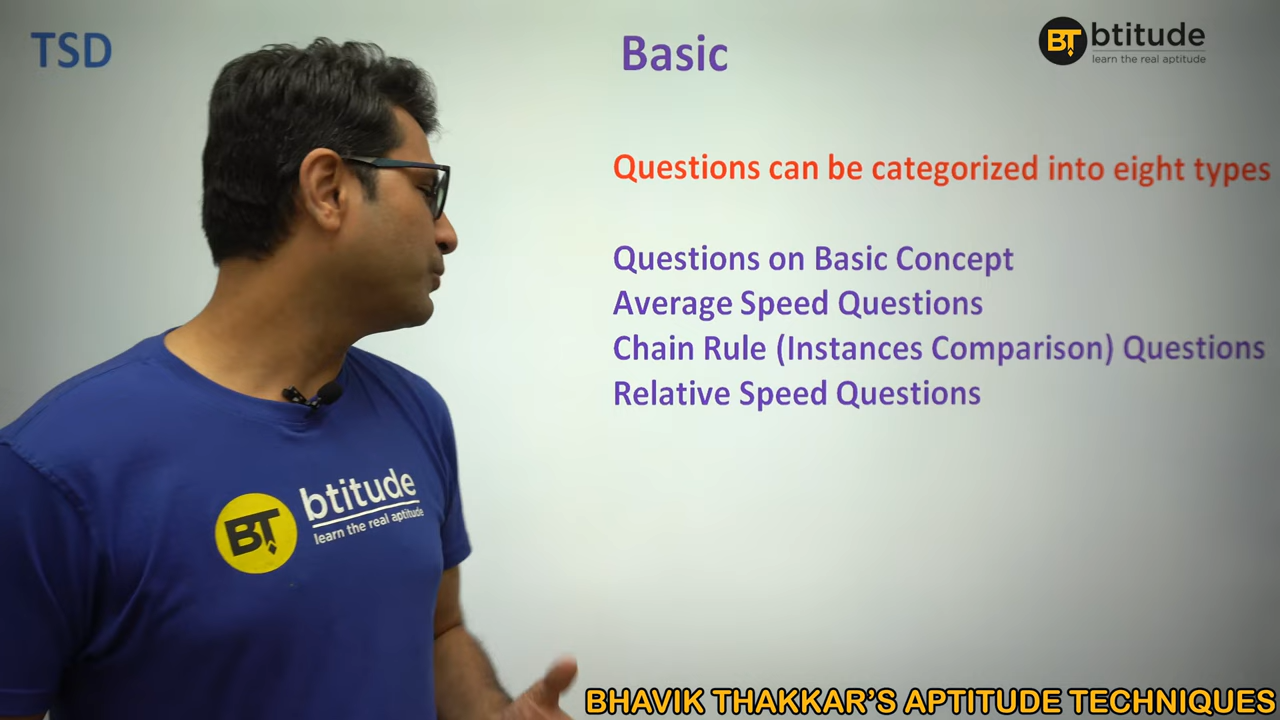 TSD
Basic
BT btitude
learn the real aptitude
Questions can be categorized into eight types
Questions on Basic Concept
Average Speed Questions
Chain Rule (Instances Comparison) Questions
Relative Speed Questions
BT btitude
learn the real aptitude
BHAVIK THAKKAR'S APTITUDE TECHNIQUES